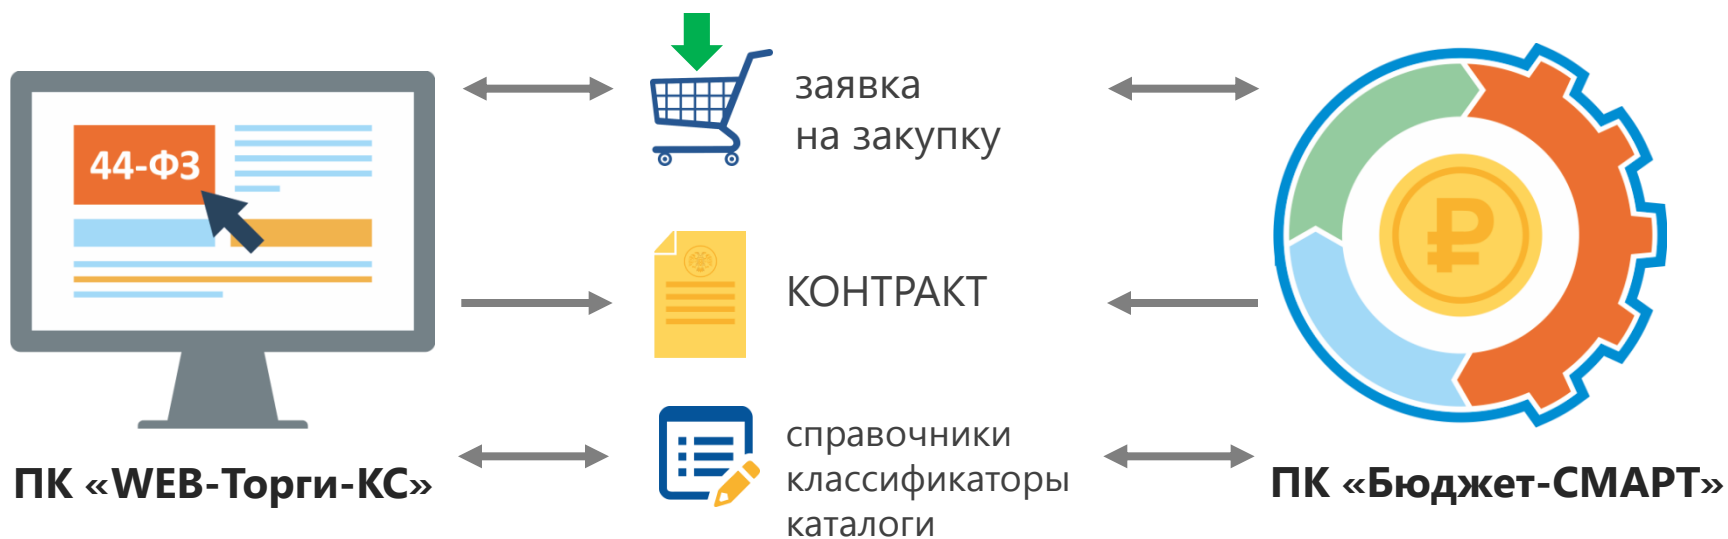 44-ФЗ
заявка
на закупку
КОНТРАКТ
справочники
классификаторы
каталоги
ПК «WEB-Торги-КС»
ПК «Бюджет-СМАРТ»